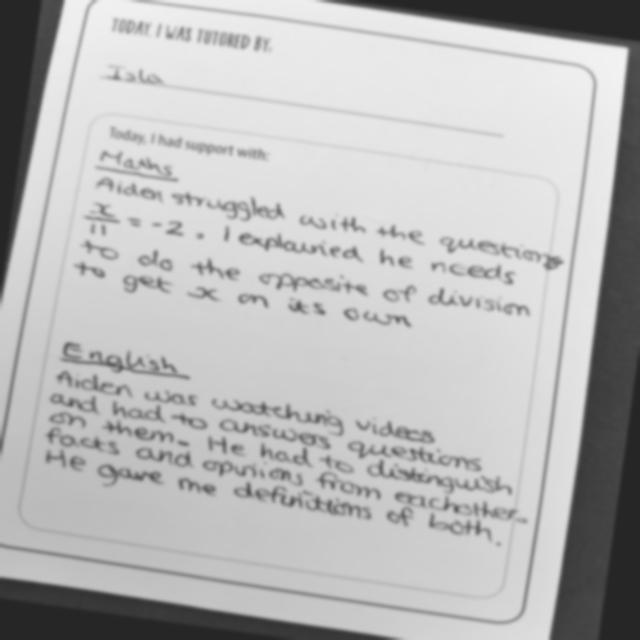 TODAY, I WAS TUTORED BY:
Isla
Today, I had support with:
Maths
Aiden struggled with the questions
x/11 = -2. I explained he needs
to do the opposite of division
to get x on its own
English
Aiden was watching videos
and had to answers questions
on them. He had to distinguish
facts and opinions from eachother.
He gave me definitions of both.